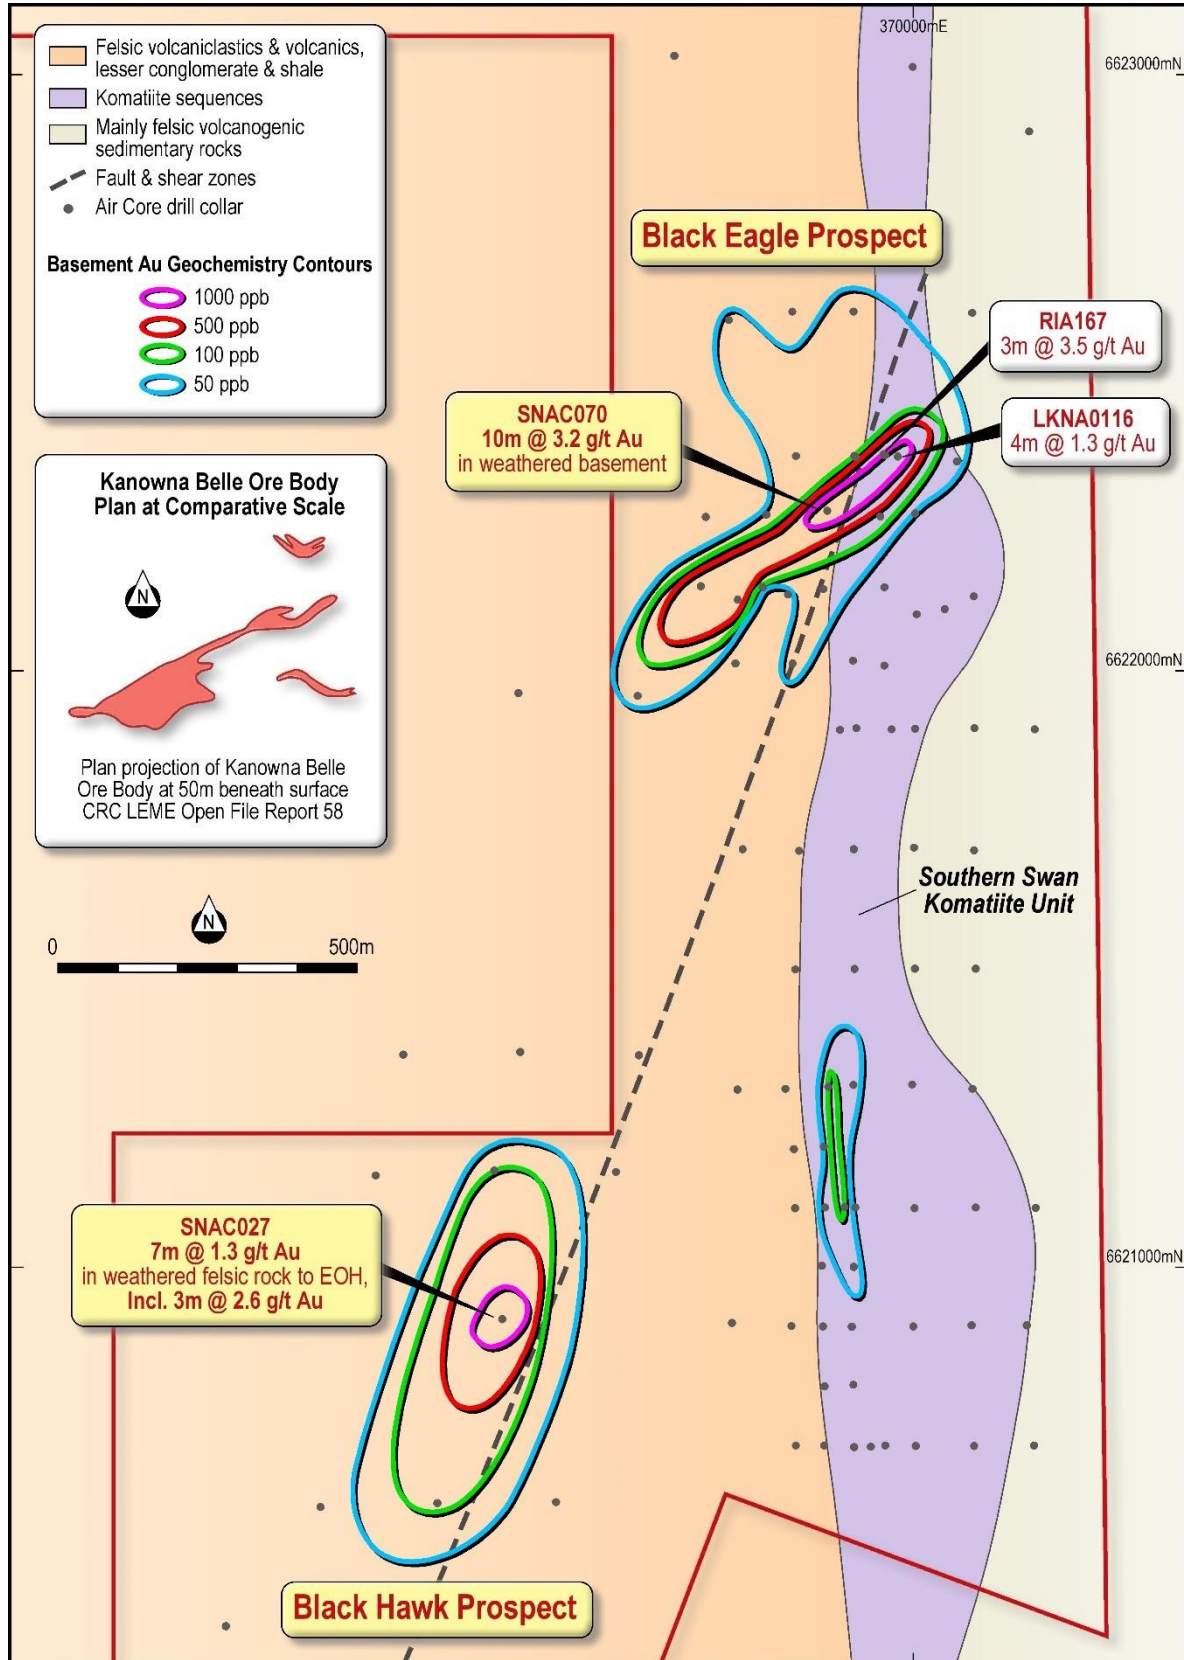 370000mE
6623000mN
Felsic volcaniclastics & volcanics,
lesser conglomerate & shale
Komatiite sequences
Mainly felsic volcanogenic
sedimentary rocks
Fault & shear zones
Air Core drill collar
Basement Au Geochemistry Contours
1000 ppb
500 ppb
100 ppb
50 ppb
Black Eagle Prospect
RIA167
3m @ 3.5 g/t Au
LKNA0116
4m @ 1.3 g/t Au
SNAC070
10m @ 3.2 g/t Au
in weathered basement
Kanowna Belle Ore Body
Plan at Comparative Scale
N
Plan projection of Kanowna Belle
Ore Body at 50m beneath surface
CRC LEME Open File Report 58
6622000mN
N
0 500m
Southern Swan
Komatiite Unit
SNAC027
7m @ 1.3 g/t Au
in weathered felsic rock to EOH,
Incl. 3m @ 2.6 g/t Au
6621000mN
Black Hawk Prospect